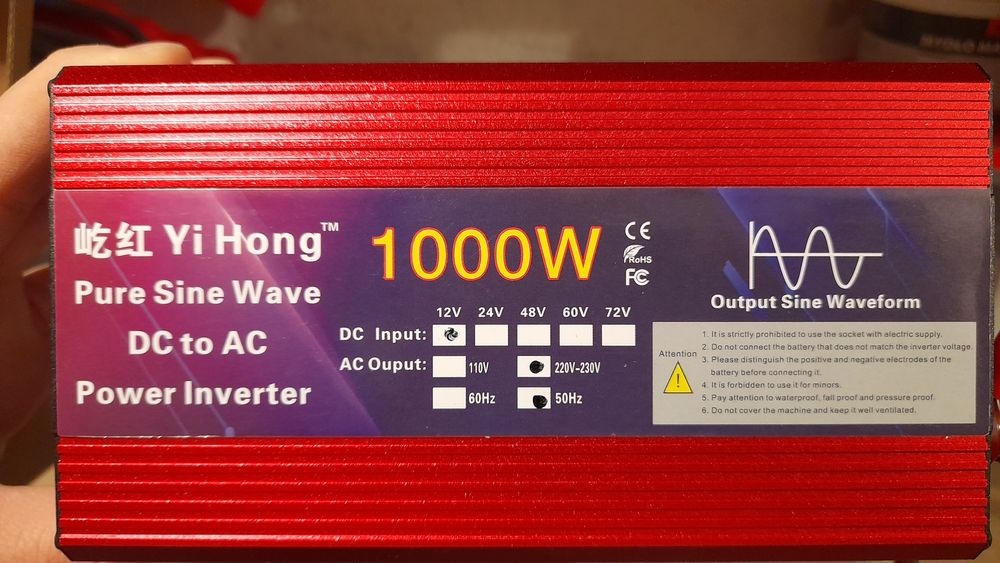 屹红 Yi Hong™
Pure Sine Wave
DC to AC
Power Inverter
1000W
CE
RoHS
FC
12V 24V 48V 60V 72V
DC Input:
AC Ouput: 110V 220V-230V
60Hz 50Hz
Output Sine Waveform
Attention
1. It is strictly prohibited to use the socket with electric supply.
2. Do not connect the battery that does not match the inverter voltage.
3. Please distinguish the positive and negative electrodes of the
battery before connecting it.
4. It is forbidden to use it for minors.
5. Pay attention to waterproof, fall proof and pressure proof.
6. Do not cover the machine and keep it well ventilated.